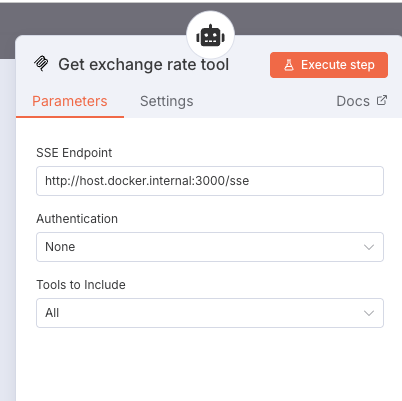 Get exchange rate tool
Execute step
Parameters
Settings
Docs
SSE Endpoint
http://host.docker.internal:3000/sse
Authentication
None
Tools to Include
All